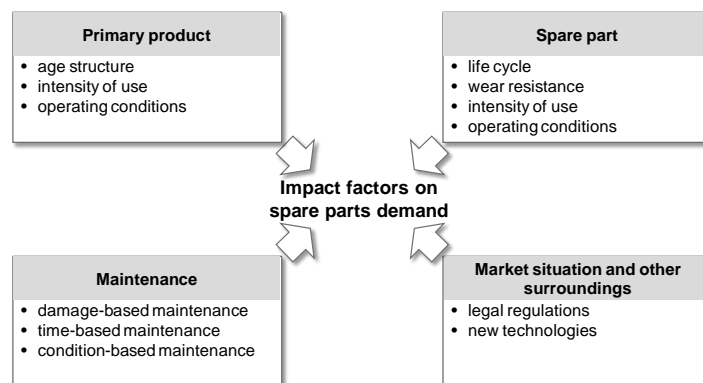 Primary product
• age structure
• intensity of use
• operating conditions
Spare part
• life cycle
• wear resistance
• intensity of use
• operating conditions
Impact factors on
spare parts demand
Maintenance
• damage-based maintenance
• time-based maintenance
• condition-based maintenance
Market situation and other
surroundings
• legal regulations
• new technologies